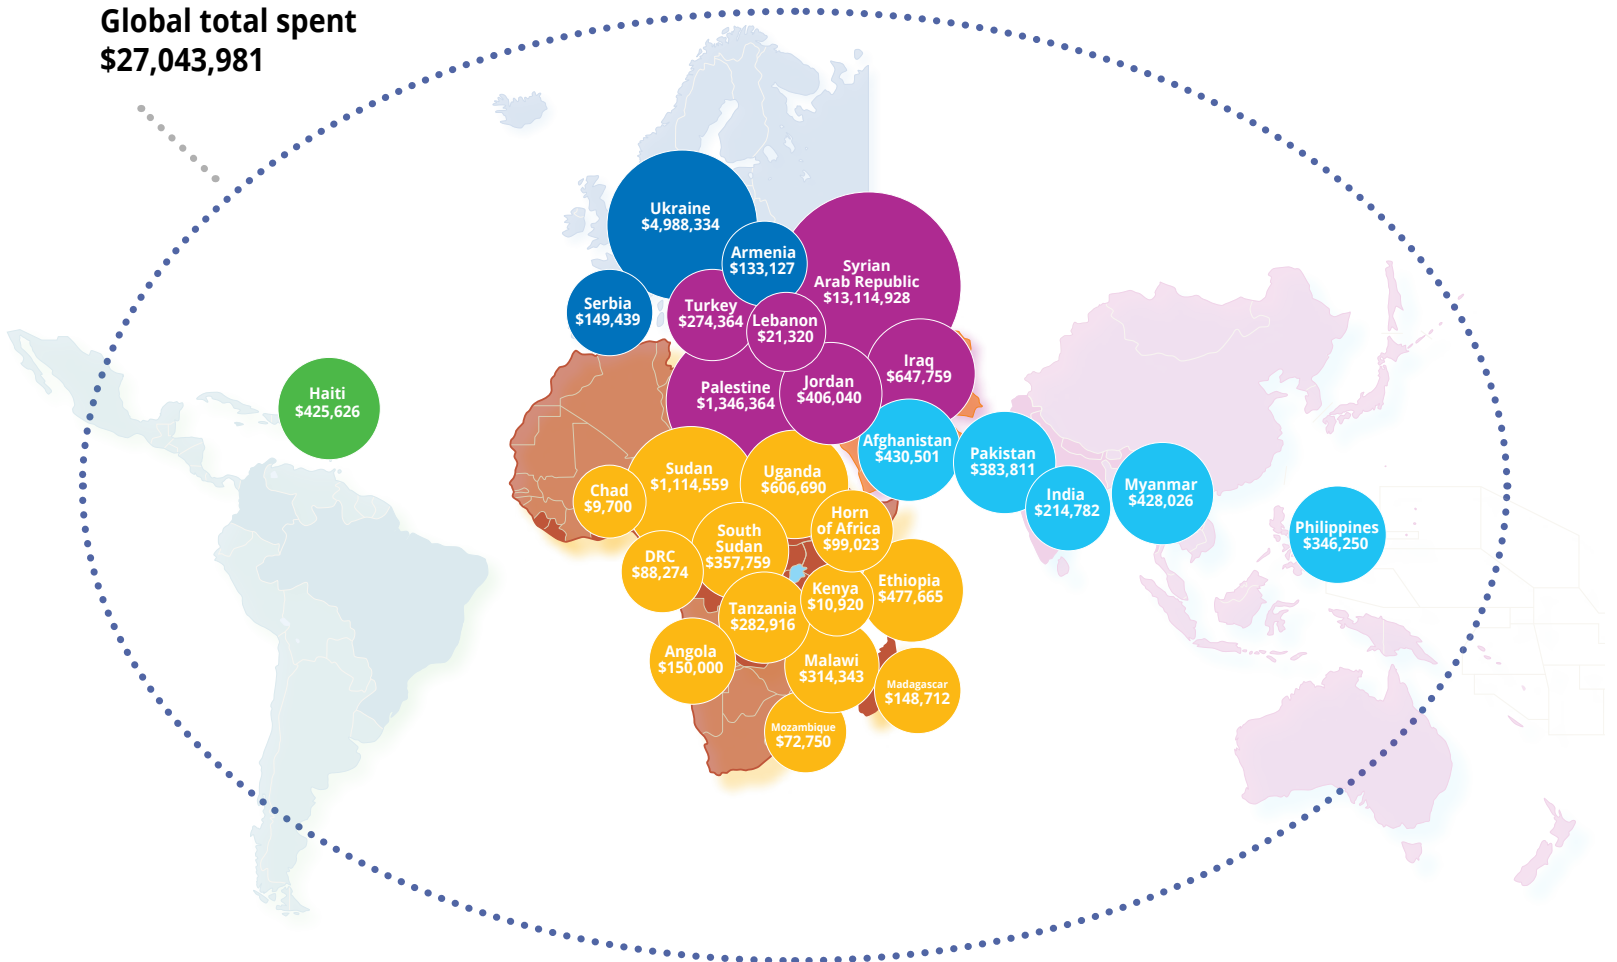 Global total spent
$27,043,981
Ukraine
$4,988,334
Armenia
$133,127
Serbia
$149,439
Syrian
Arab Republic
$13,114,928
Turkey
$274,364
Lebanon
$21,320
Iraq
$647,759
Palestine
$1,346,364
Jordan
$406,040
Haiti
$425,626
Afghanistan
$430,501
Pakistan
$383,811
India
$214,782
Myanmar
$428,026
Philippines
$346,250
Sudan
$1,114,559
Uganda
$606,690
Chad
$9,700
Horn
of Africa
$99,023
South
Sudan
$357,759
DRC
$88,274
Ethiopia
$477,665
Kenya
$10,920
Tanzania
$282,916
Angola
$150,000
Malawi
$314,343
Madagascar
$148,712
Mozambique
$72,750